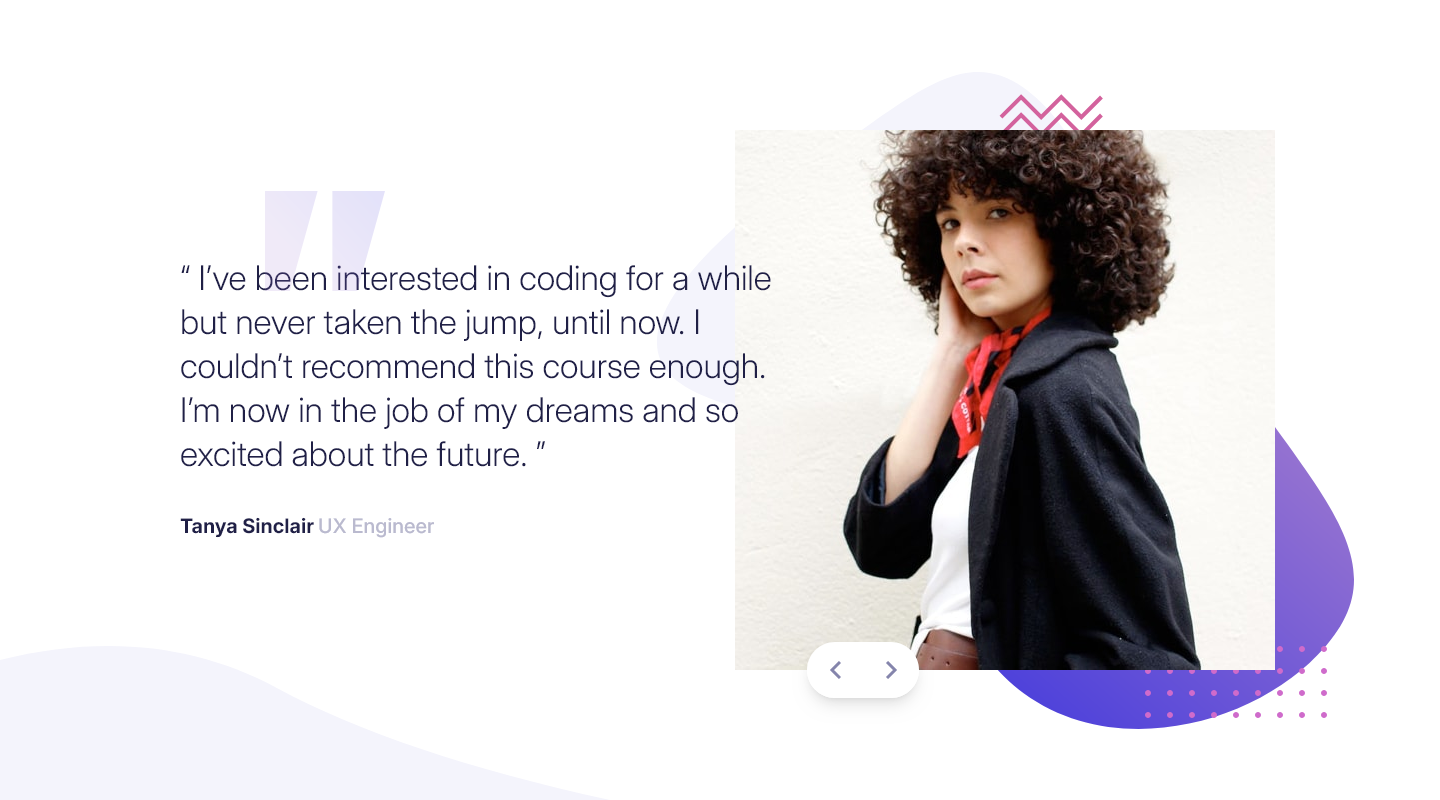 “ I’ve been interested in coding for a while
but never taken the jump, until now. I
couldn’t recommend this course enough.
I’m now in the job of my dreams and so
excited about the future. ”
Tanya Sinclair UX Engineer